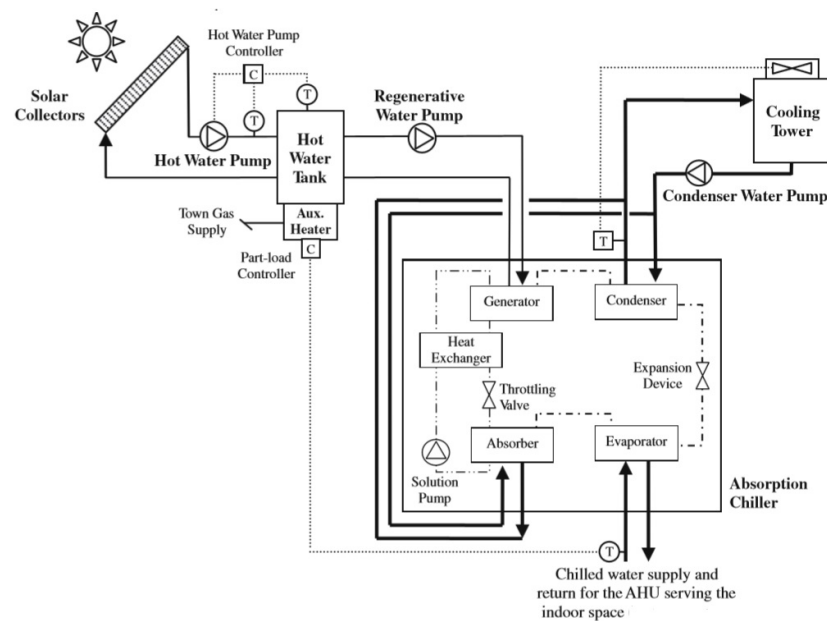 Hot Water Pump
Controller
C
T
T
Solar
Collectors
Hot Water Pump
Hot
Water
Tank
Regenerative
Water Pump
Cooling
Tower
Condenser Water Pump
Town Gas
Supply
Aux.
Heater
C
Part-load
Controller
T
Generator
Condenser
Heat
Exchanger
Expansion
Device
Throttling
Valve
Absorber
Evaporator
Solution
Pump
Absorption
Chiller
T
Chilled water supply and
return for the AHU serving the
indoor space